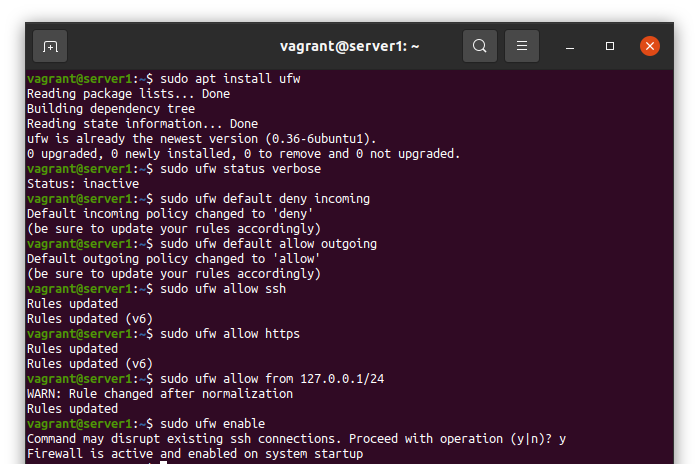 vagrant@server1: ~
vagrant@server1:~$ sudo apt install ufw
Reading package lists... Done
Building dependency tree
Reading state information... Done
ufw is already the newest version (0.36-6ubuntu1).
0 upgraded, 0 newly installed, 0 to remove and 0 not upgraded.
vagrant@server1:~$ sudo ufw status verbose
Status: inactive
vagrant@server1:~$ sudo ufw default deny incoming
Default incoming policy changed to 'deny'
(be sure to update your rules accordingly)
vagrant@server1:~$ sudo ufw default allow outgoing
Default outgoing policy changed to 'allow'
(be sure to update your rules accordingly)
vagrant@server1:~$ sudo ufw allow ssh
Rules updated
Rules updated (v6)
vagrant@server1:~$ sudo ufw allow https
Rules updated
Rules updated (v6)
vagrant@server1:~$ sudo ufw allow from 127.0.0.1/24
WARN: Rule changed after normalization
Rules updated
vagrant@server1:~$ sudo ufw enable
Command may disrupt existing ssh connections. Proceed with operation (y|n)? y
Firewall is active and enabled on system startup